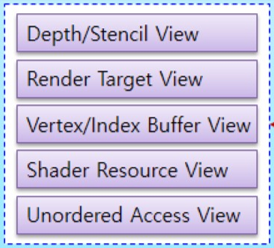 Depth/Stencil View
Render Target View
Vertex/Index Buffer View
Shader Resource View
Unordered Access View